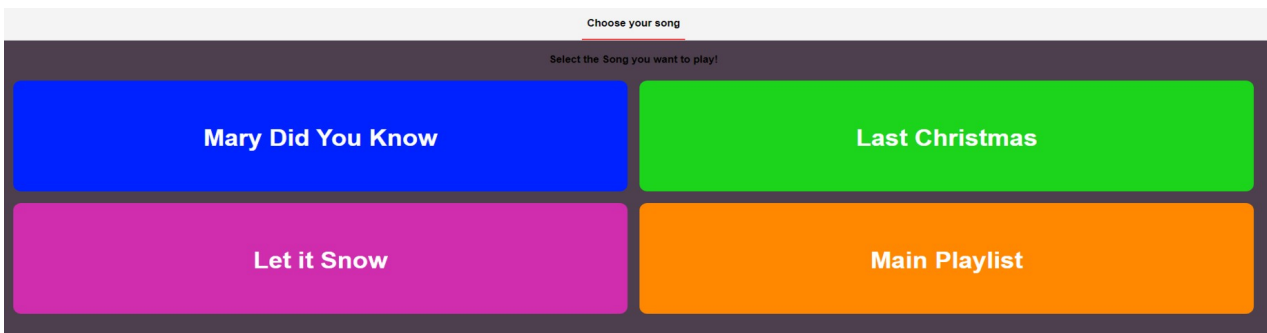 Choose your song
Select the Song you want to play!
Mary Did You Know
Last Christmas
Let it Snow
Main Playlist